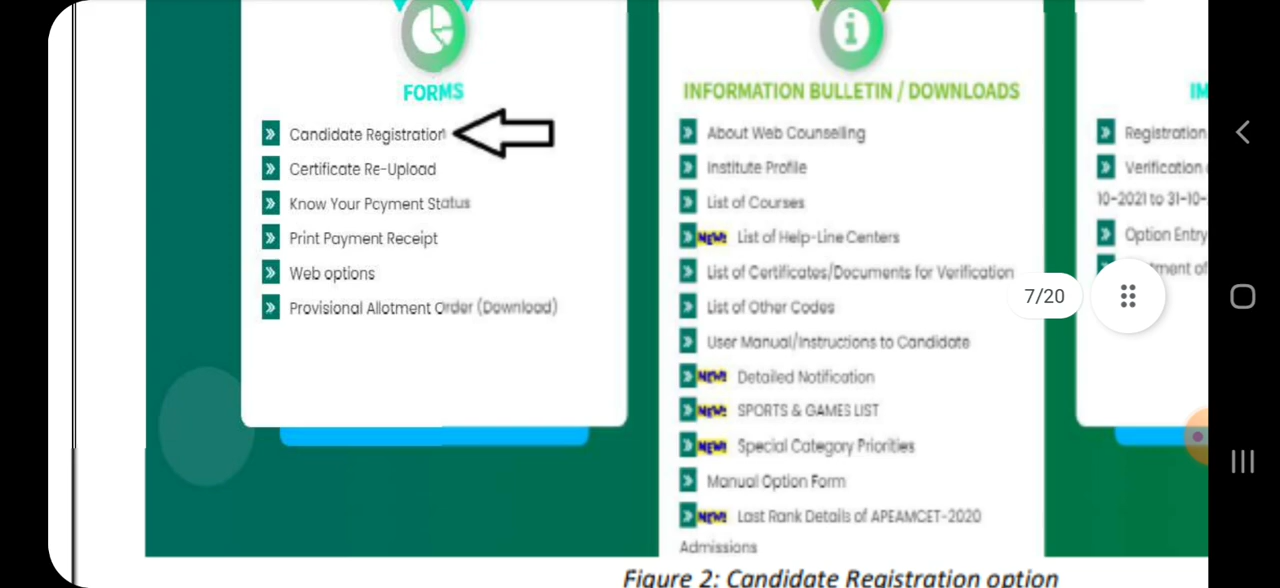 FORMS
Candidate Registration
Certificate Re-Upload
Know Your Pcyment Status
Print Payment Receipt
Web options
Provisional Allotment Order (Download)
INFORMATION BULLETIN / DOWNLOADS
About Web Counselling
Institute Profile
List of Courses
NEW! List of Help-Line Centers
List of Certificates/Documents for Verification
List of Other Codes
User Manual/Instructions to Candidate
NEW! Detailed Notification
NEW! SPORTS & GAMES LIST
NEW! Special Category Priorities
Manual Option Form
NEW! Last Rank Details of APEAMCET-2020
Admissions
IM
Registration
Verification
10-2021 to 31-10-
Option Entry
ment of
7/20
Figure 2: Candidate Registration option